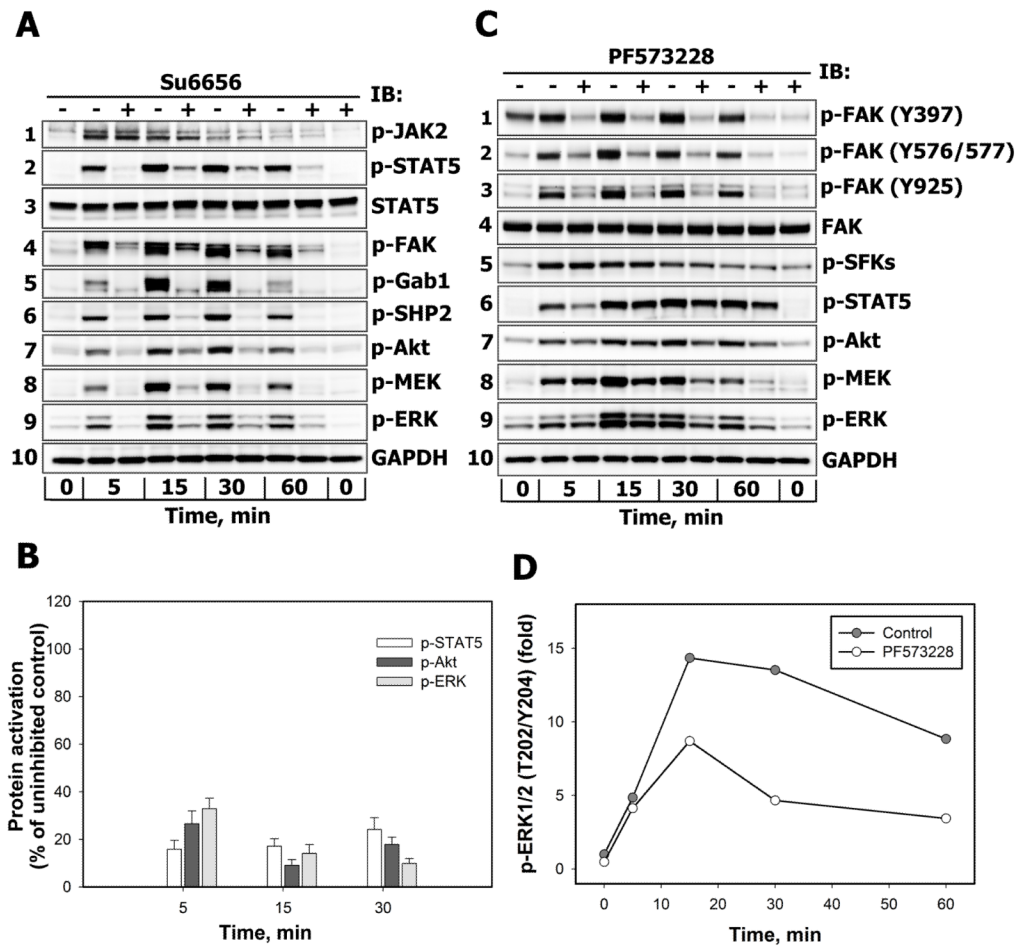 A
Su6656
IB:
- - + - + - + - + +
1 p-JAK2
2 p-STAT5
3 STAT5
4 p-FAK
5 p-Gab1
6 p-SHP2
7 p-Akt
8 p-MEK
9 p-ERK
10 GAPDH
0 5 15 30 60 0
Time, min
C
PF573228
IB:
- - + - + - + - + +
1 p-FAK (Y397)
2 p-FAK (Y576/577)
3 p-FAK (Y925)
4 FAK
5 p-SFKs
6 p-STAT5
7 p-Akt
8 p-MEK
9 p-ERK
10 GAPDH
0 5 15 30 60 0
Time, min
B
Protein activation
(% of uninhibited control)
120
100
80
60
40
20
0
p-STAT5
p-Akt
p-ERK
5 15 30
Time, min
D
p-ERK1/2 (T202/Y204) (fold)
15
10
5
0
Control
PF573228
0 10 20 30 40 50 60
Time, min